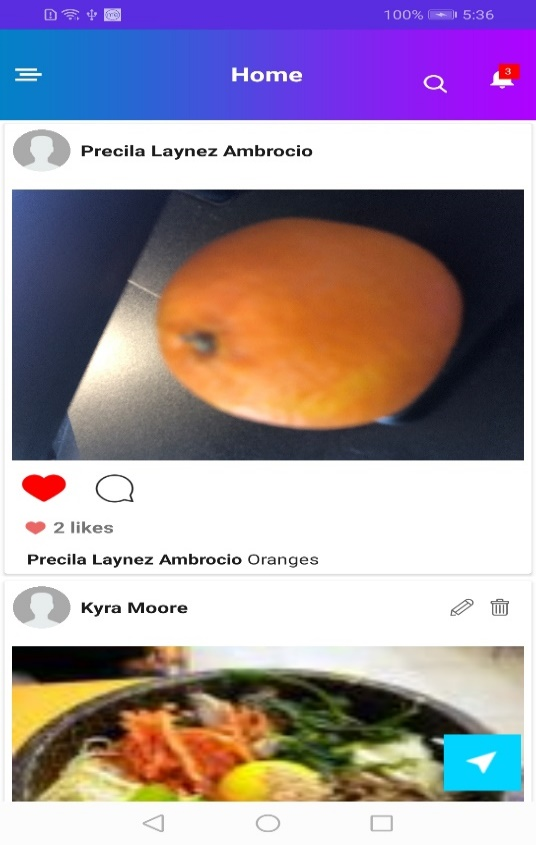 100% 5:36
Home
3
Precila Laynez Ambrocio
2 likes
Precila Laynez Ambrocio Oranges
Kyra Moore